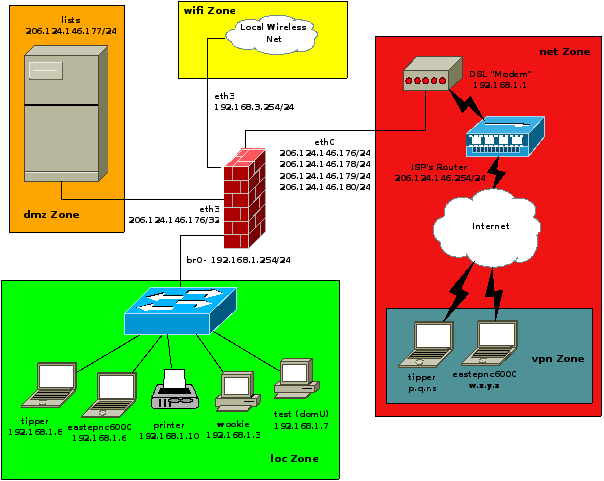 lists
206.124.146.177/24
dmz Zone
wifi Zone
Local Wireless
Net
eth3
192.168.3.254/24
eth0
206.124.146.176/24
206.124.146.178/24
206.124.146.179/24
206.124.146.180/24
eth3
206.124.146.176/32
br0 - 192.168.1.254/24
net Zone
DSL "Modem"
192.168.1.1
ISP's Router
206.124.146.254/24
Internet
tipper
p.q.r.s
eastepnc6000
w.x.y.z
vpn Zone
tipper
192.168.1.8
eastepnc6000
192.168.1.6
printer
192.168.1.10
wookie
192.168.1.3
test (domU)
192.168.1.7
loc Zone